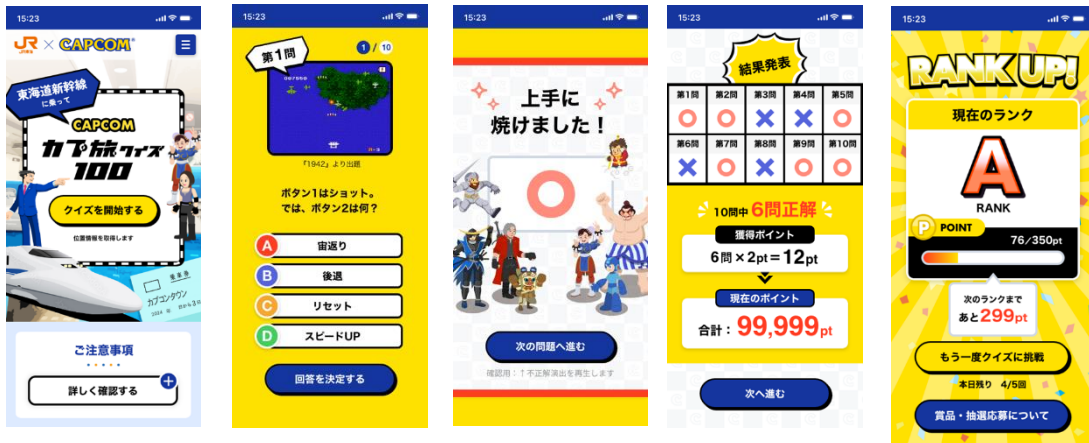 15:23
JR東海 × CAPCOM
東海道新幹線
に乗って
CAPCOM
カプ旅クイズ
100
クイズを開始する
位置情報を取得します
乗車券
カプコンタウン
ご注意事項
詳しく確認する
15:23
第1問
1 / 10
『1942』より出題
ボタン1はショット。
では、ボタン2は何?
A 宙返り
B 後退
C リセット
D スピードUP
回答を決定する
15:23
上手に
焼けました!
次の問題へ進む
確認用:↑不正解演出を再生します
15:23
結果発表
第1問 第2問 第3問 第4問 第5問
第6問 第7問 第8問 第9問 第10問
10問中 6問正解
獲得ポイント
6問×2pt=12pt
現在のポイント
合計: 99,999pt
次へ進む
15:23
RANK UP!
現在のランク
A
RANK
P POINT
76/350pt
次のランクまで
あと299pt
もう一度クイズに挑戦
本日残り 4/5回
賞品・抽選応募について